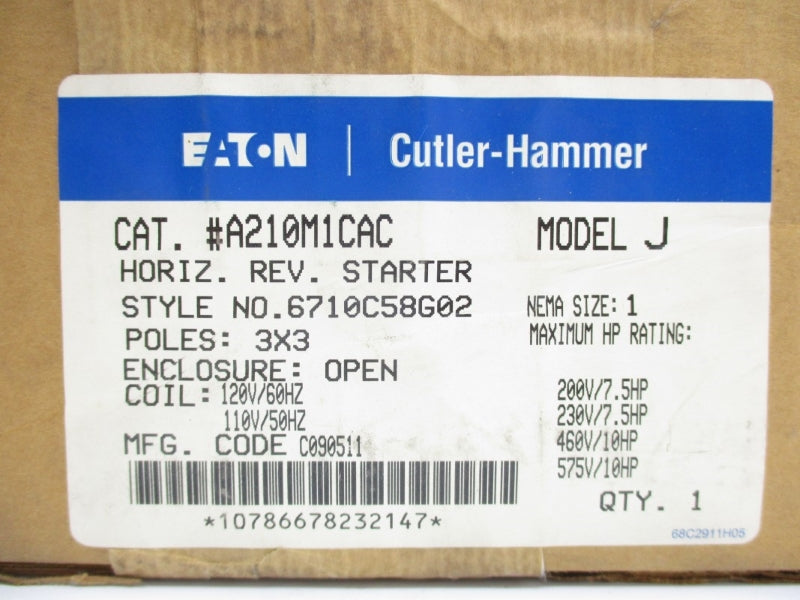 EATON | Cutler-Hammer
CAT. #A210M1CAC MODEL J
HORIZ. REV. STARTER
STYLE NO.6710C58G02 NEMA SIZE: 1
POLES: 3X3 MAXIMUM HP RATING:
ENCLOSURE: OPEN
COIL: 120V/60HZ 200V/7.5HP
110V/50HZ 230V/7.5HP
MFG. CODE C090511 460V/10HP
575V/10HP
QTY. 1
*10786678232147*
68C2911H05